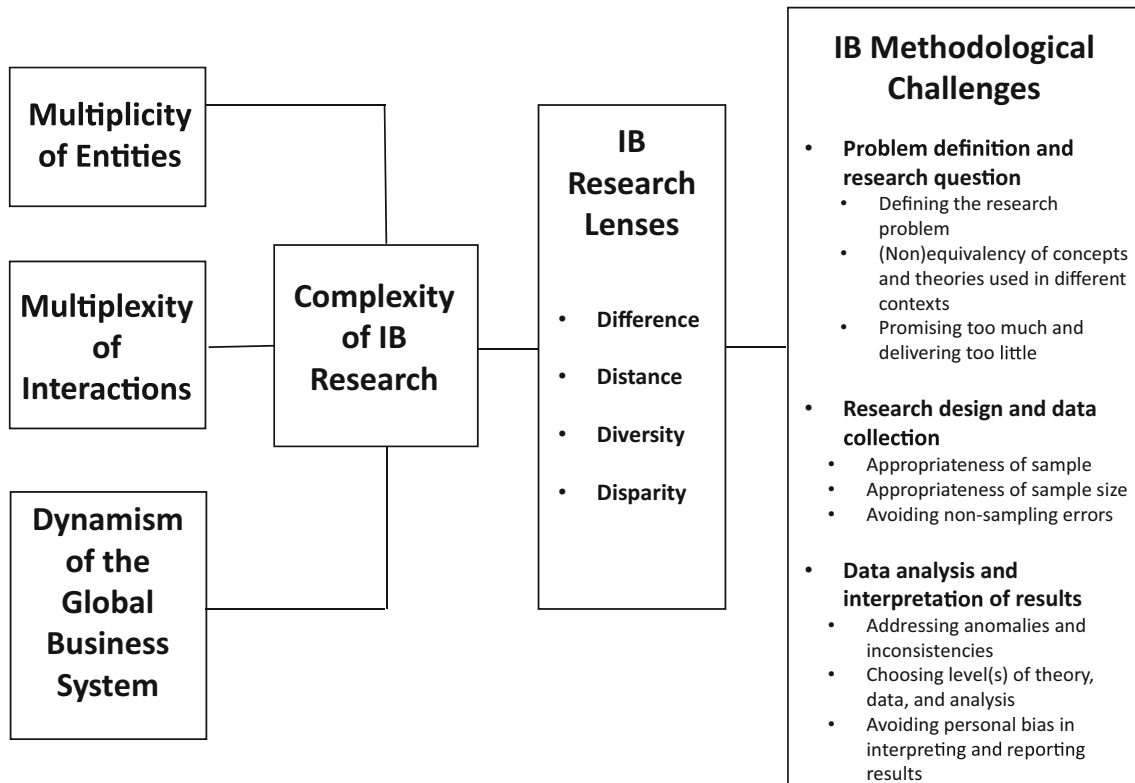 Multiplicity
of Entities
Multiplexity
of
Interactions
Dynamism
of the
Global
Business
System
Complexity
of IB
Research
IB
Research
Lenses
• Difference
• Distance
• Diversity
• Disparity
IB Methodological
Challenges
• Problem definition and
research question
• Defining the research
problem
• (Non)equivalency of concepts
and theories used in different
contexts
• Promising too much and
delivering too little
• Research design and data
collection
• Appropriateness of sample
• Appropriateness of sample size
• Avoiding non-sampling errors
• Data analysis and
interpretation of results
• Addressing anomalies and
inconsistencies
• Choosing level(s) of theory,
data, and analysis
• Avoiding personal bias in
interpreting and reporting
results